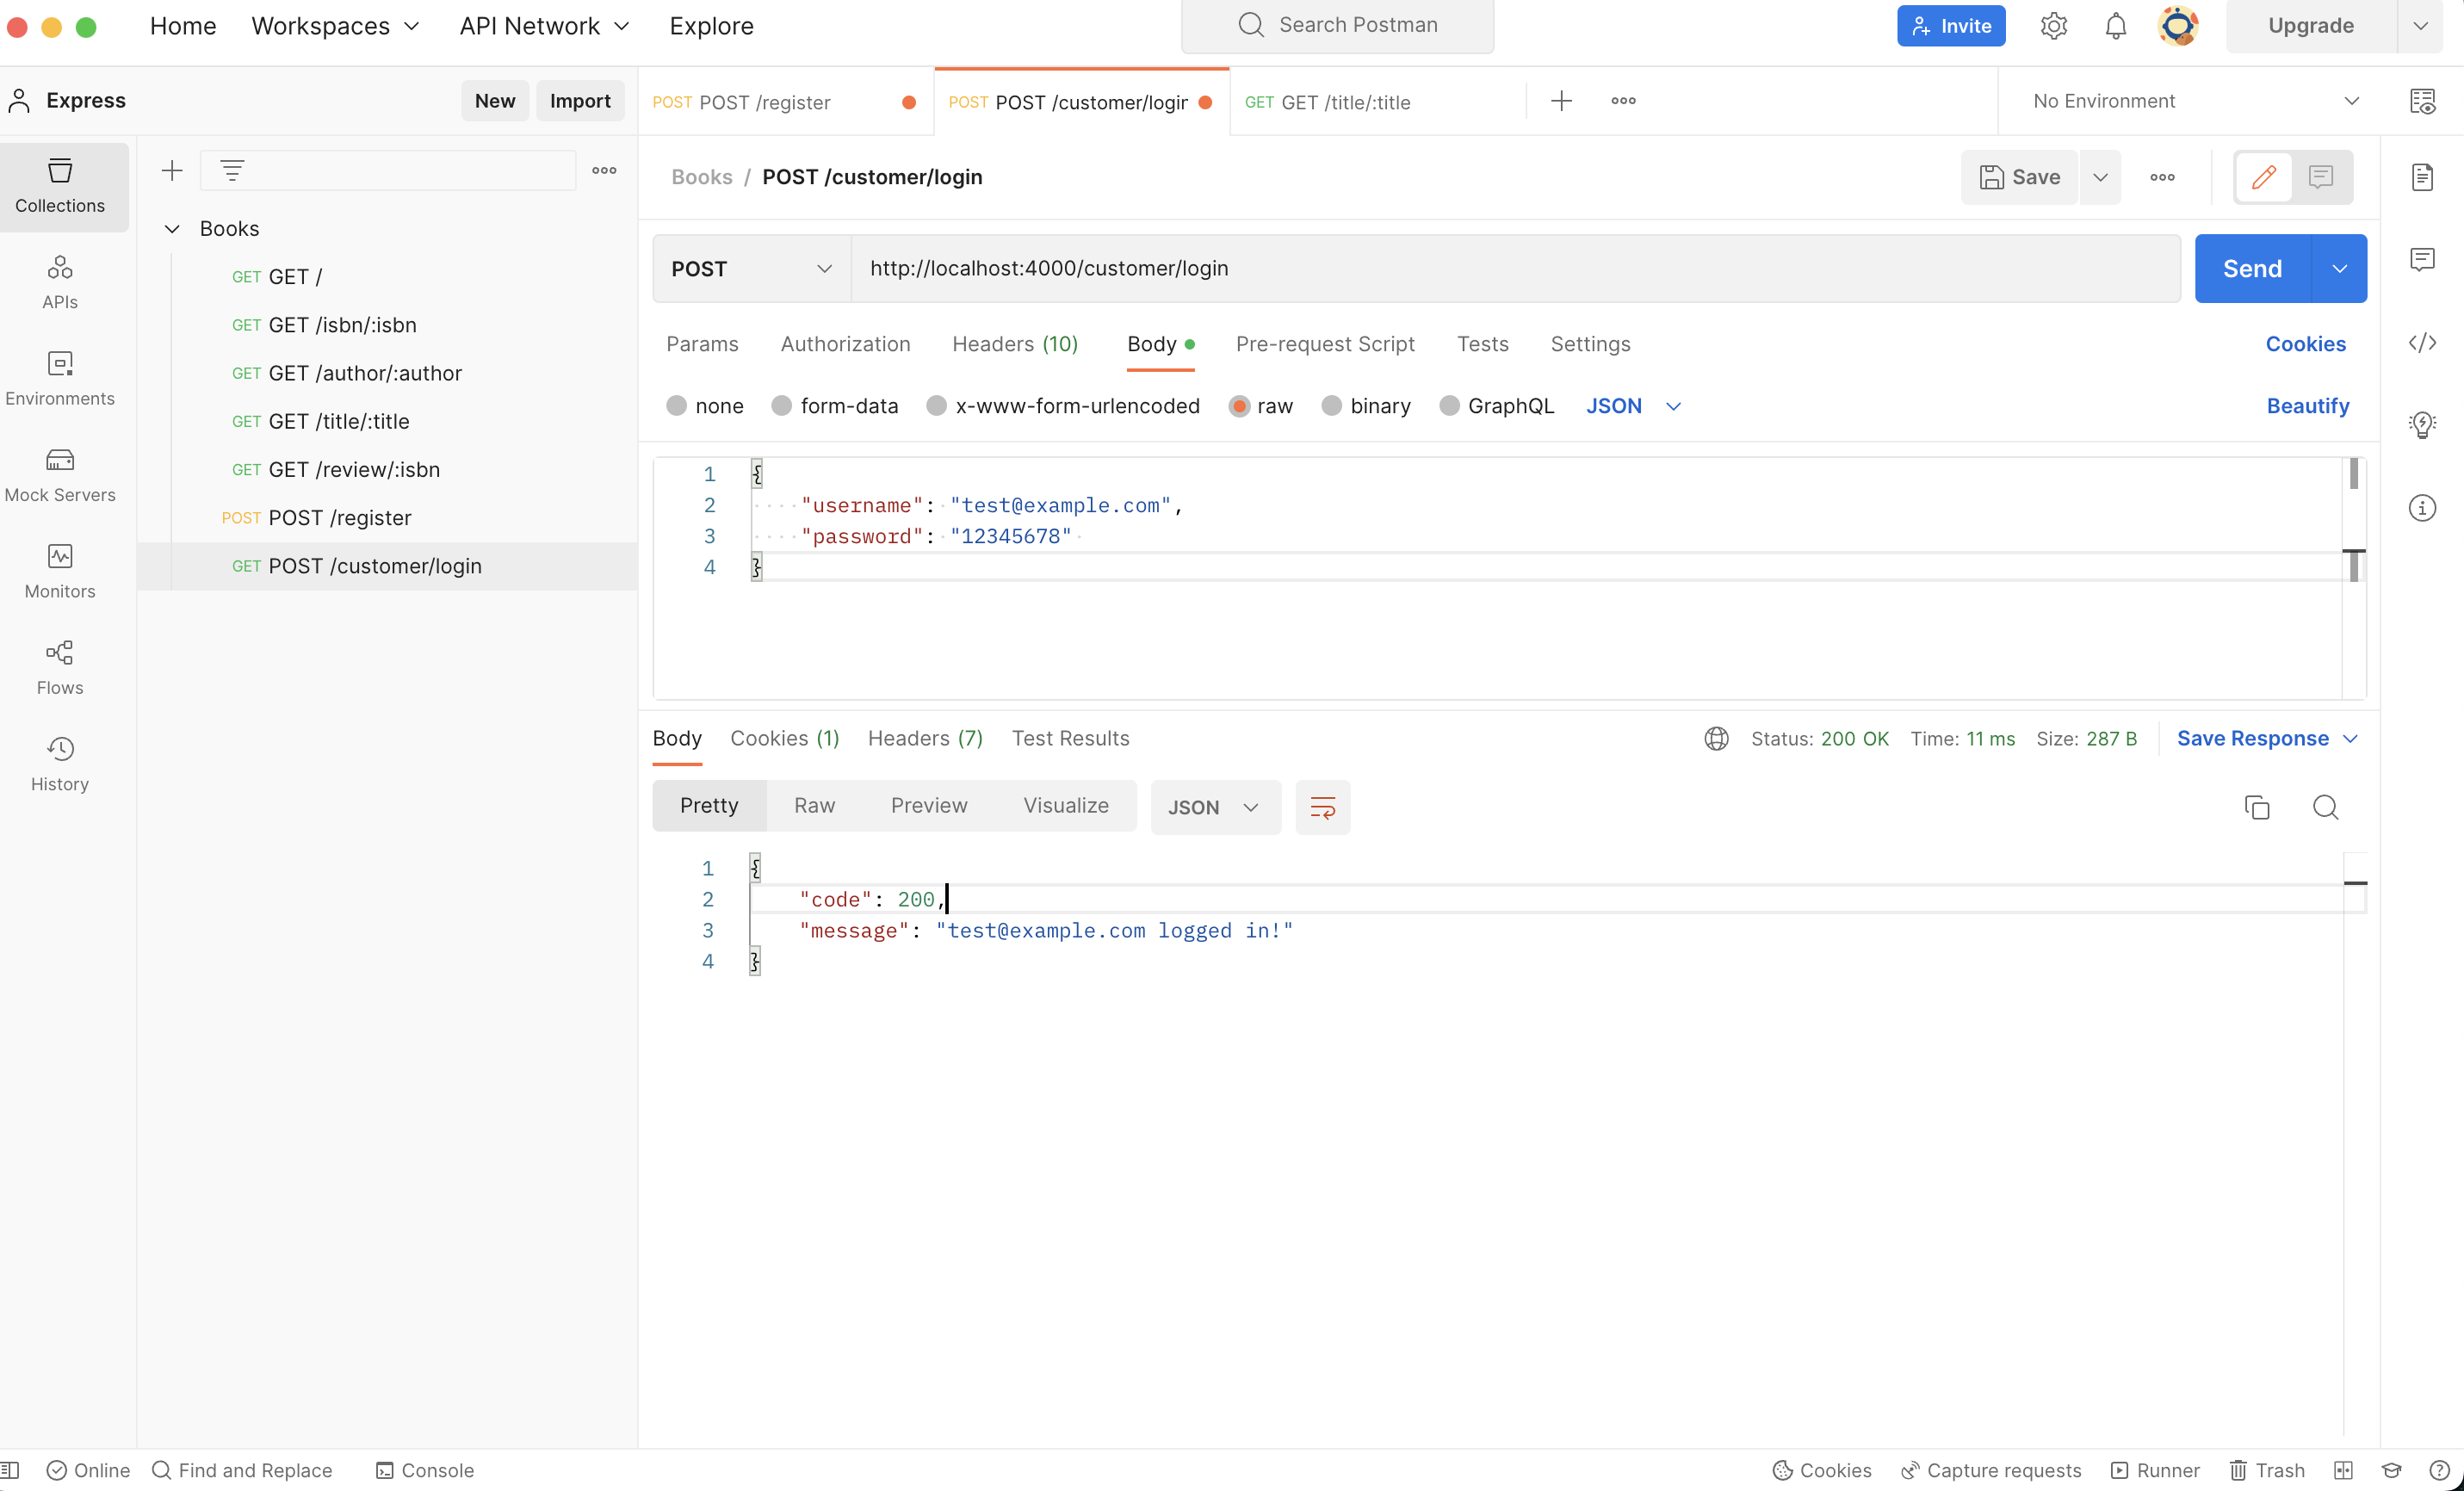 Home Workspaces API Network Explore Search Postman Invite Upgrade
Express New Import
POST POST /register POST POST /customer/login GET GET /title/:title No Environment
Collections
APIs
Environments
Mock Servers
Monitors
Flows
History
Books
GET GET /
GET GET /isbn/:isbn
GET GET /author/:author
GET GET /title/:title
GET GET /review/:isbn
POST POST /register
GET POST /customer/login
Books / POST /customer/login Save
POST http://localhost:4000/customer/login Send
Params Authorization Headers (10) Body Pre-request Script Tests Settings Cookies
none form-data x-www-form-urlencoded raw binary GraphQL JSON Beautify
1 {
2 "username": "test@example.com",
3 "password": "12345678"
4 }
Body Cookies (1) Headers (7) Test Results Status: 200 OK Time: 11 ms Size: 287 B Save Response
Pretty Raw Preview Visualize JSON
1 {
2 "code": 200,
3 "message": "test@example.com logged in!"
4 }
Online Find and Replace Console Cookies Capture requests Runner Trash